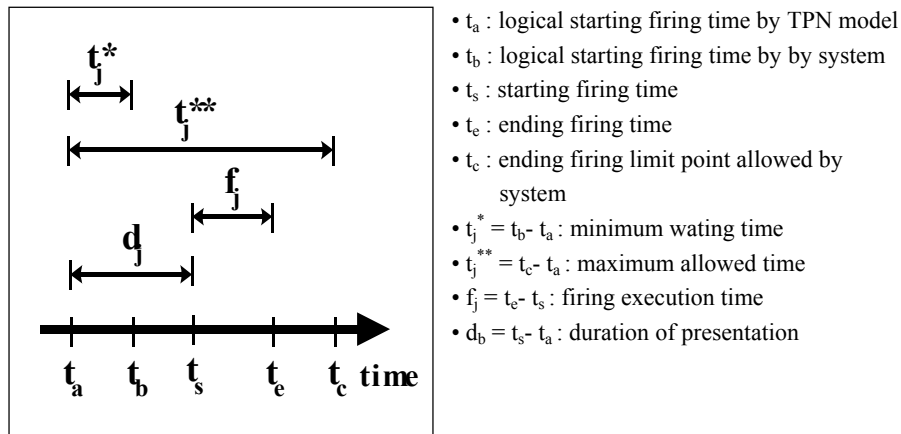 t_j*
t_j**
f_j
d_j
t_a t_b t_s t_e t_c time
• t_a : logical starting firing time by TPN model
• t_b : logical starting firing time by by system
• t_s : starting firing time
• t_e : ending firing time
• t_c : ending firing limit point allowed by
system
• t_j^* = t_b- t_a : minimum wating time
• t_j^** = t_c- t_a : maximum allowed time
• f_j = t_e- t_s : firing execution time
• d_b = t_s- t_a : duration of presentation